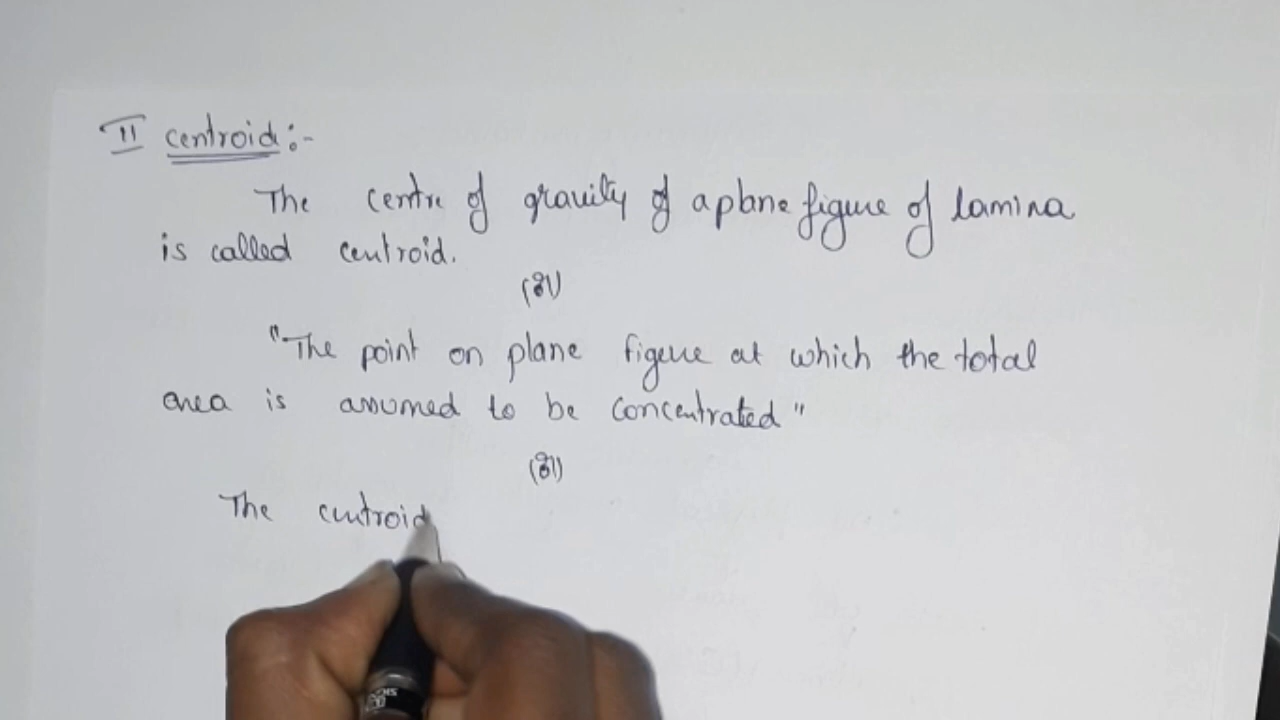 II centroid:-
The centre of gravity of a plane figure of lamina
is called centroid.
(or)
"The point on plane figure at which the total
area is assumed to be concentrated"
(or)
The centroid